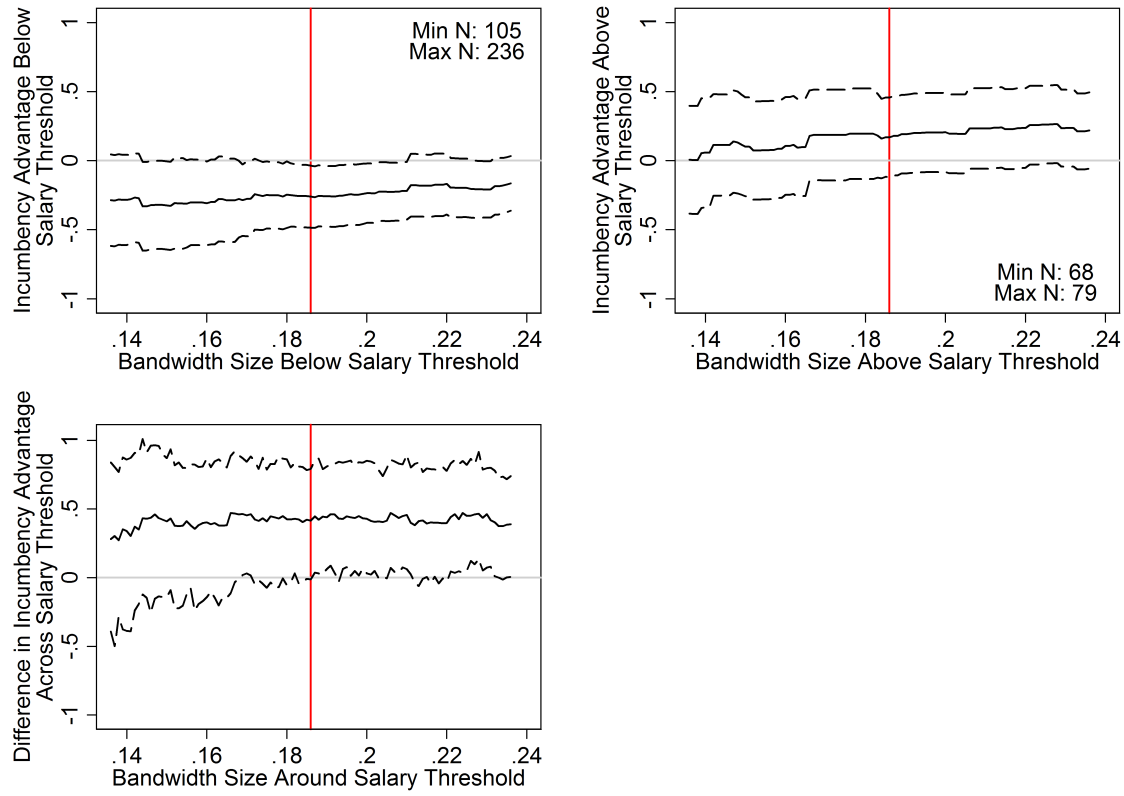 Incumbency Advantage Below
Salary Threshold
1
.5
0
-.5
-1
Min N: 105
Max N: 236
.14 .16 .18 .2 .22 .24
Bandwidth Size Below Salary Threshold
Incumbency Advantage Above
Salary Threshold
1
.5
0
-.5
-1
Min N: 68
Max N: 79
.14 .16 .18 .2 .22 .24
Bandwidth Size Above Salary Threshold
Difference in Incumbency Advantage
Across Salary Threshold
1
.5
0
-.5
-1
.14 .16 .18 .2 .22 .24
Bandwidth Size Around Salary Threshold